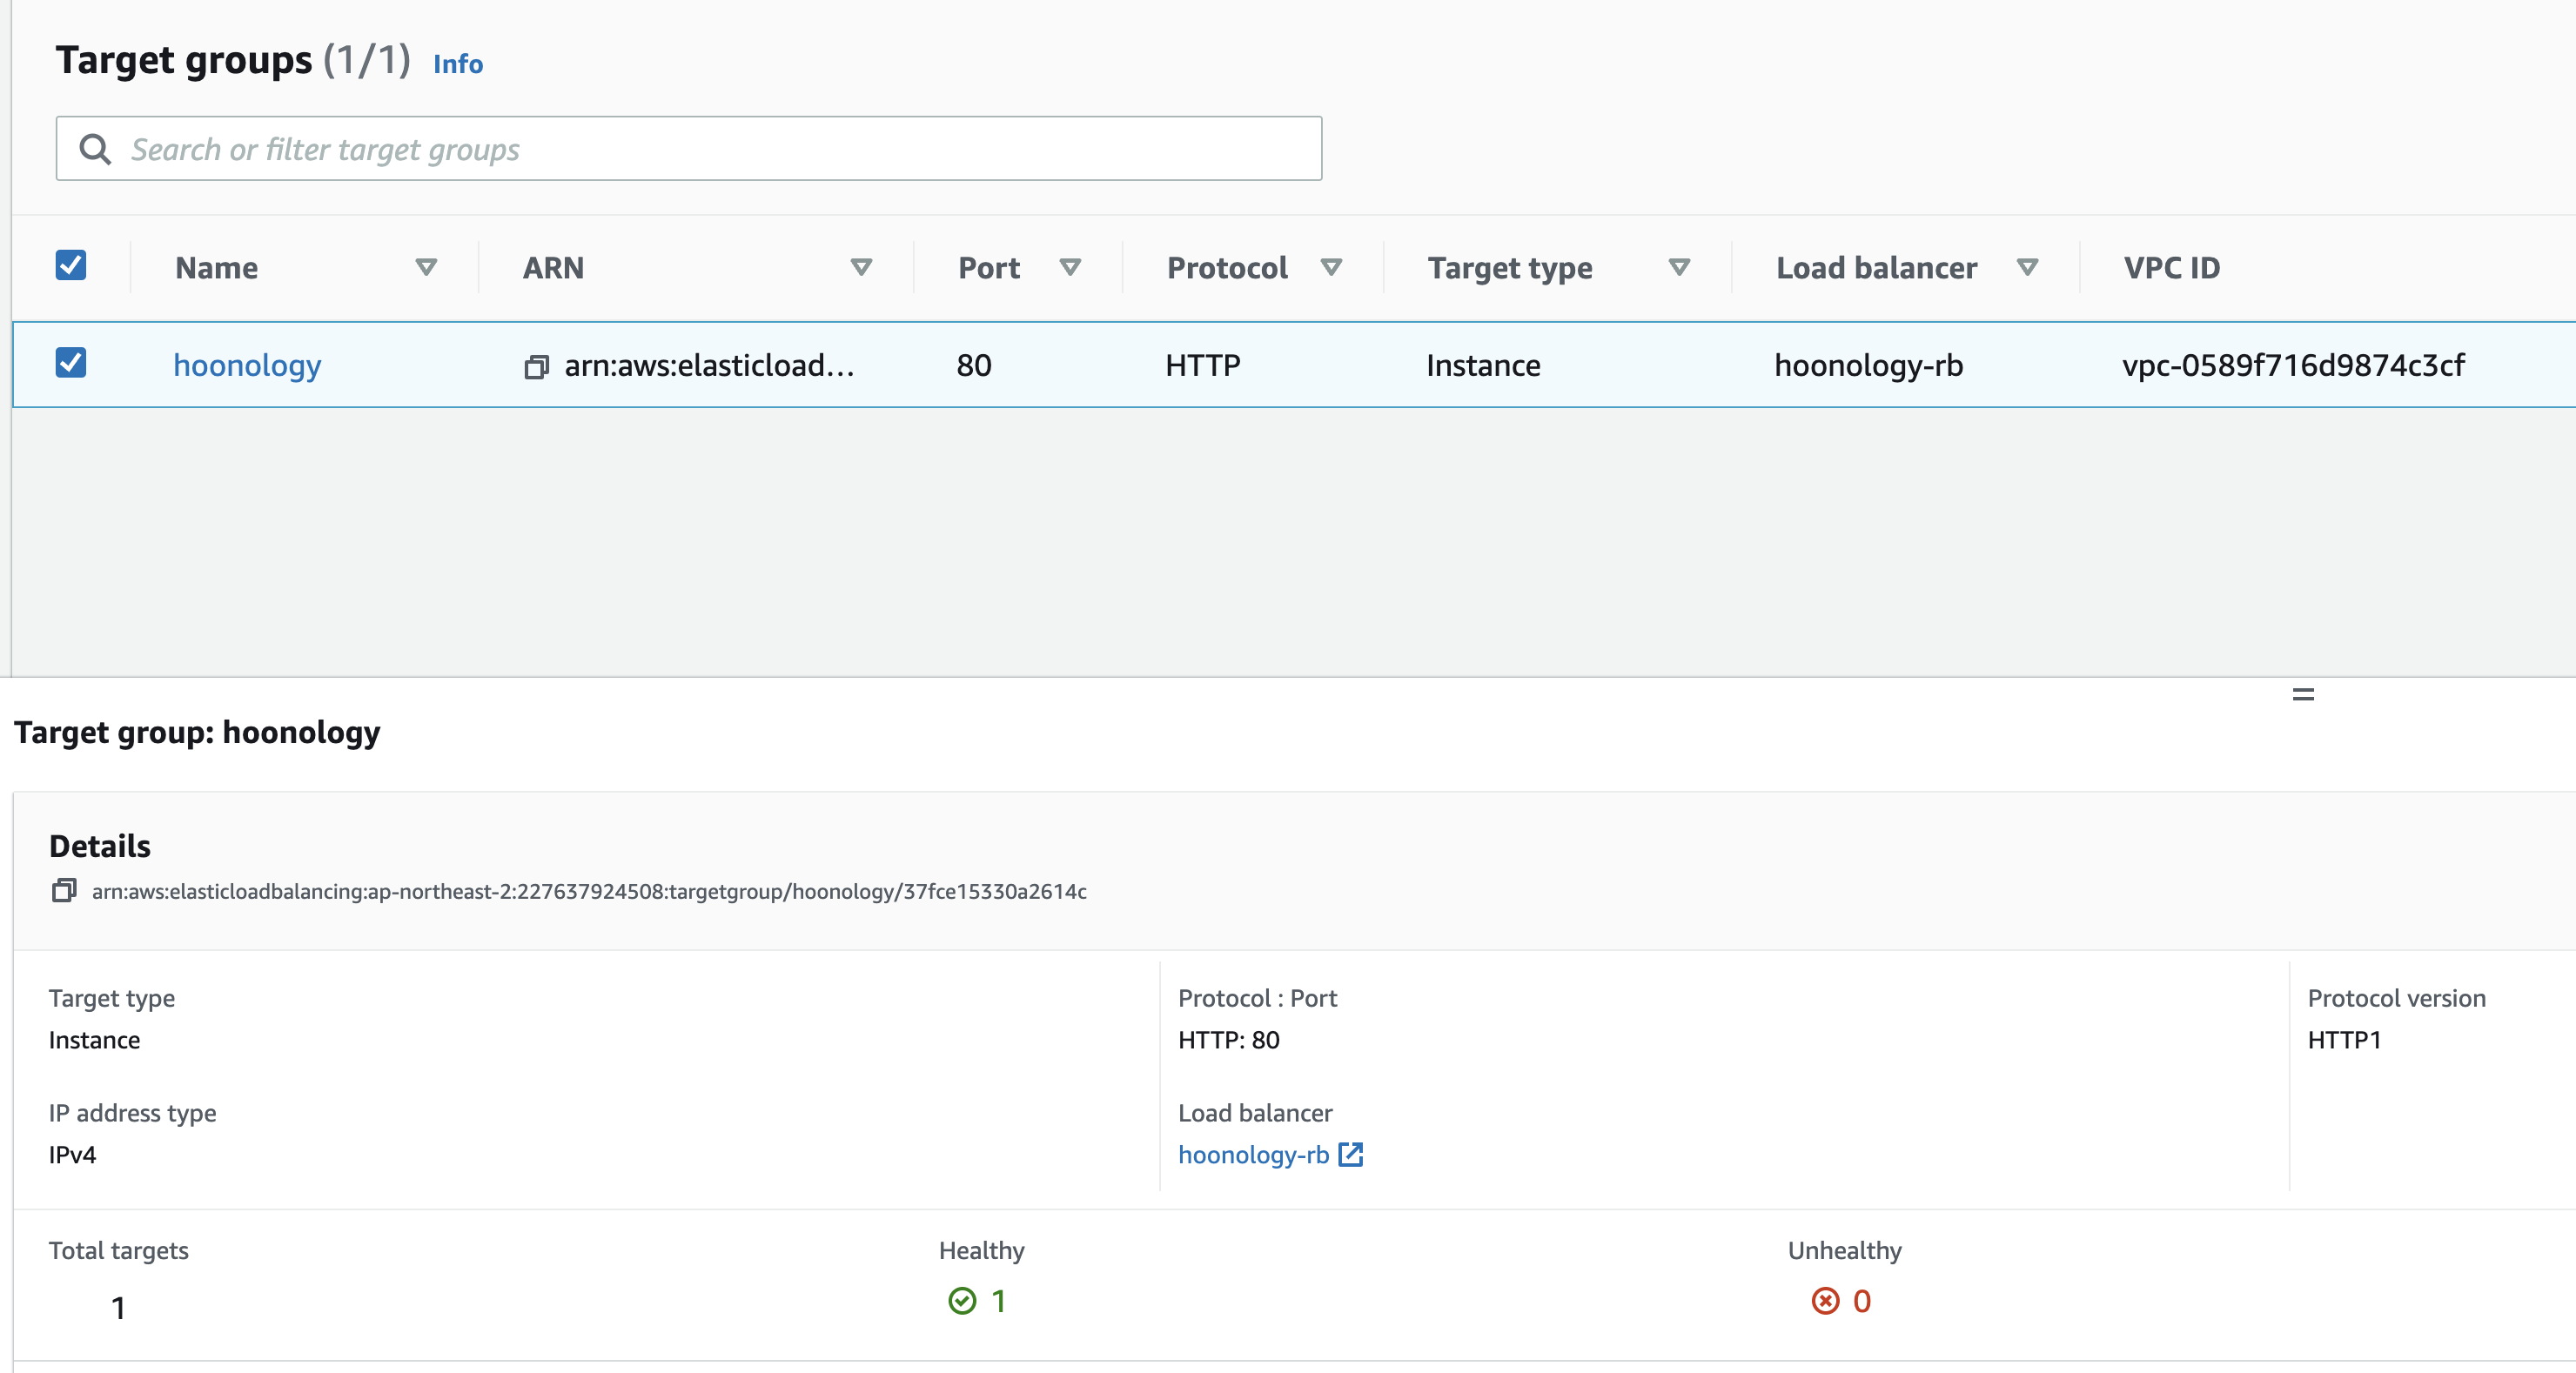 Target groups (1/1) Info
Search or filter target groups
Name ARN Port Protocol Target type Load balancer VPC ID
hoonology arn:aws:elasticload... 80 HTTP Instance hoonology-rb vpc-0589f716d9874c3cf
Target group: hoonology
Details
arn:aws:elasticloadbalancing:ap-northeast-2:227637924508:targetgroup/hoonology/37fce15330a2614c
Target type Protocol : Port Protocol version
Instance HTTP: 80 HTTP1
IP address type Load balancer
IPv4 hoonology-rb
Total targets Healthy Unhealthy
1 1 0